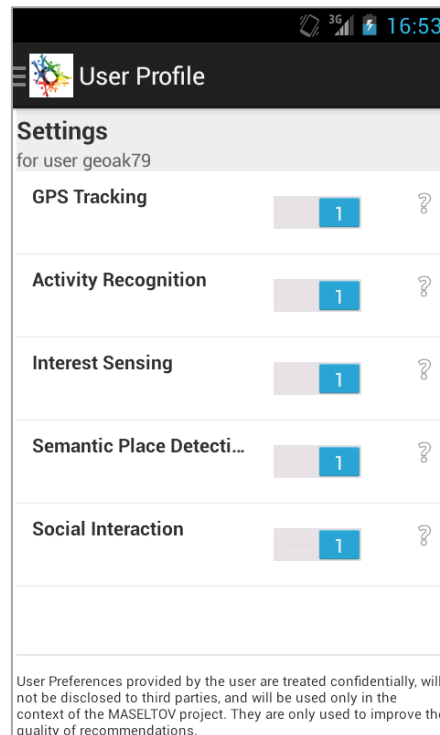 3G 16:53
User Profile
Settings
for user geoak79
GPS Tracking
1
?
Activity Recognition
1
?
Interest Sensing
1
?
Semantic Place Detecti...
1
?
Social Interaction
1
?
User Preferences provided by the user are treated confidentially, will
not be disclosed to third parties, and will be used only in the
context of the MASELTOV project. They are only used to improve the
quality of recommendations.